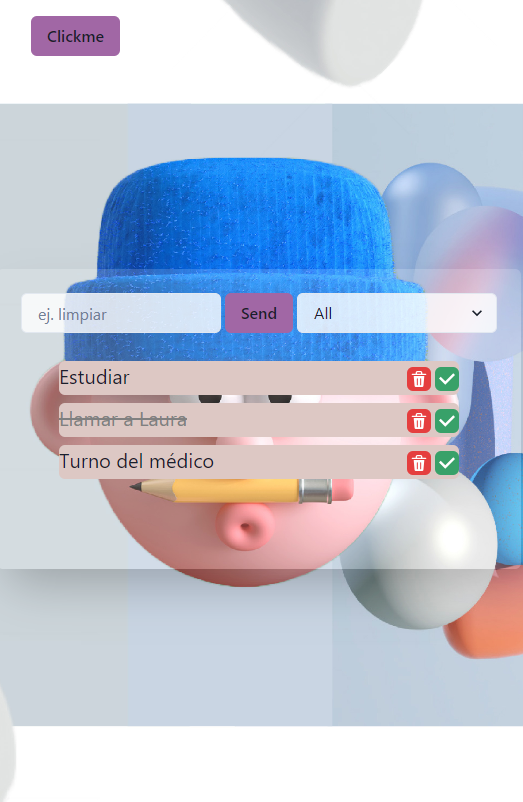 Clickme
ej. limpiar
Send
All
Estudiar
Llamar a Laura
Turno del médico